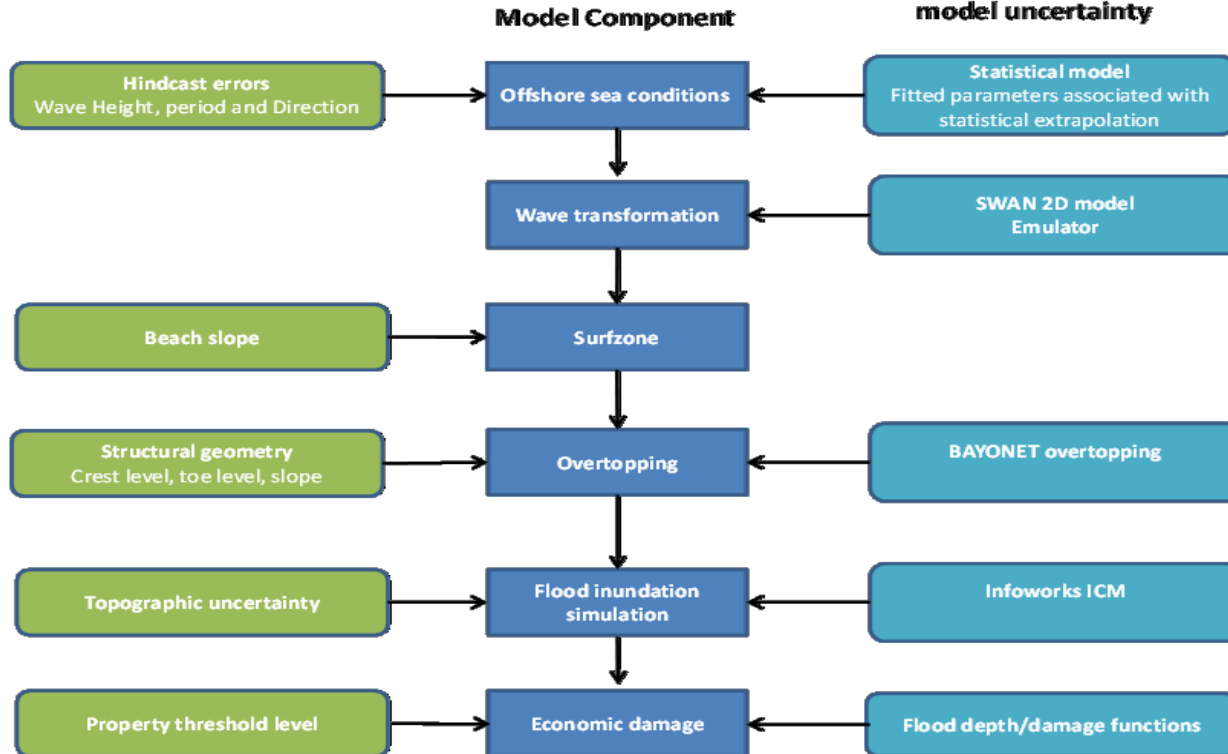 Model Component
model uncertainty
Hindcast errors
Wave Height, period and Direction
Offshore sea conditions
Statistical model
Fitted parameters associated with
statistical extrapolation
Wave transformation
SWAN 2D model
Emulator
Beach slope
Surfzone
Structural geometry
Crest level, toe level, slope
Overtopping
BAYONET overtopping
Topographic uncertainty
Flood inundation
simulation
Infoworks ICM
Property threshold level
Economic damage
Flood depth/damage functions